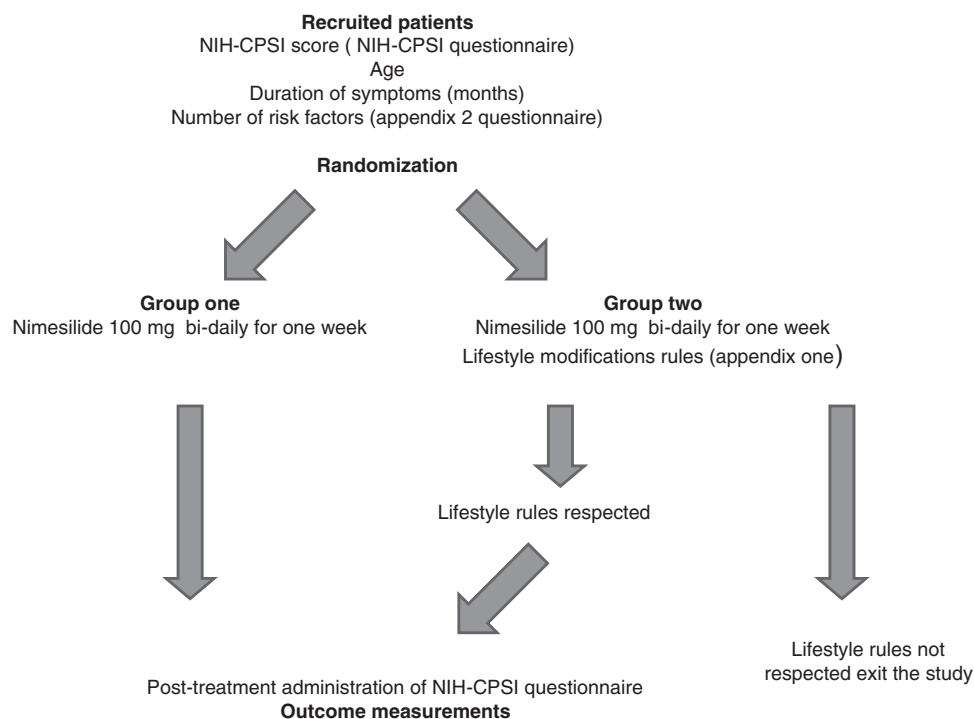 Recruited patients
NIH-CPSI score ( NIH-CPSI questionnaire)
Age
Duration of symptoms (months)
Number of risk factors (appendix 2 questionnaire)
Randomization
Group one
Nimesilide 100 mg bi-daily for one week
Group two
Nimesilide 100 mg bi-daily for one week
Lifestyle modifications rules (appendix one)
Lifestyle rules respected
Lifestyle rules not
respected exit the study
Post-treatment administration of NIH-CPSI questionnaire
Outcome measurements